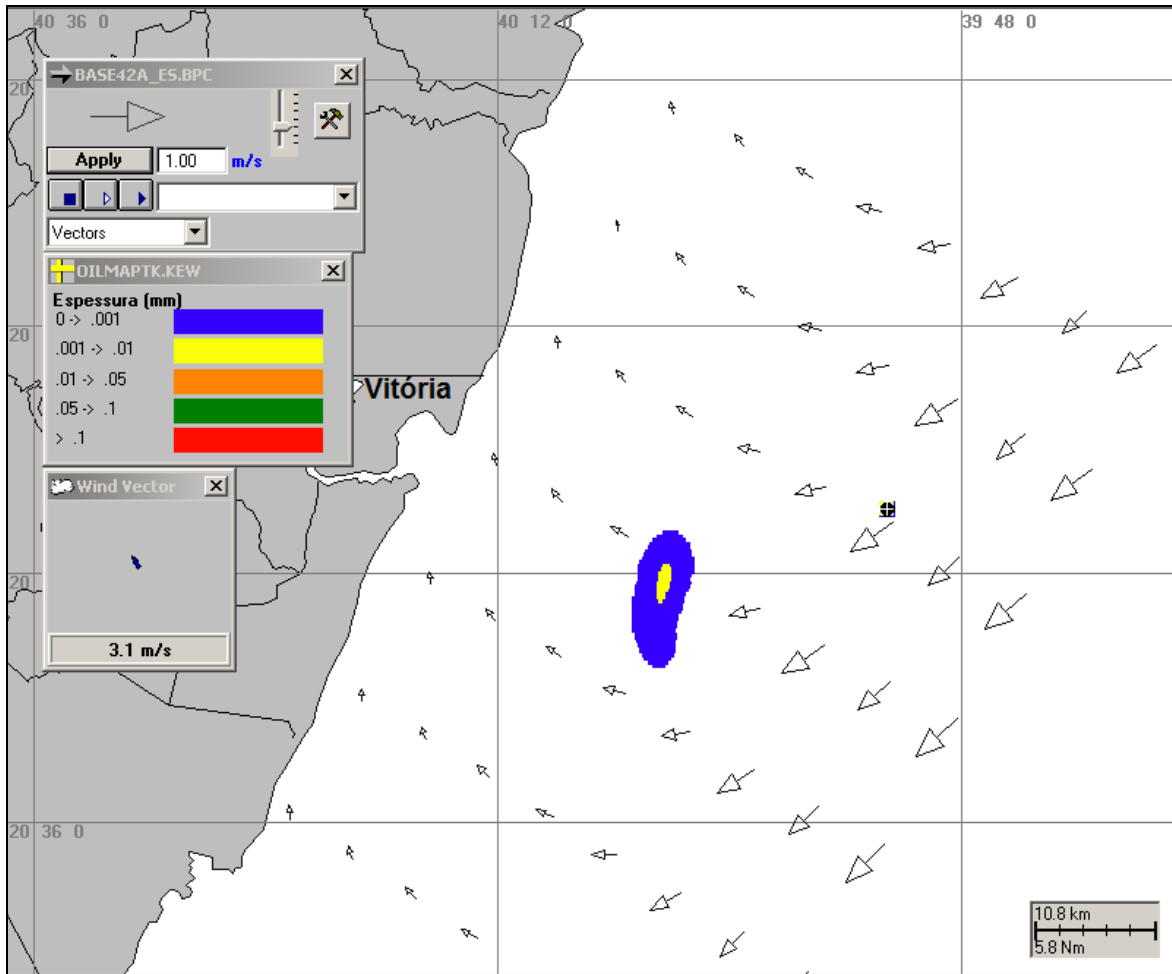 40 36 0
40 12 0
39 48 0
20
BASE42A_ES.BPC
Apply
1.00
m/s
Vectors
OILMAPTK.KEW
Espessura (mm)
0 -> .001
.001 -> .01
.01 -> .05
.05 -> .1
> .1
20
Vitória
Wind Vector
3.1 m/s
20
20 36 0
10.8 km
5.8 Nm